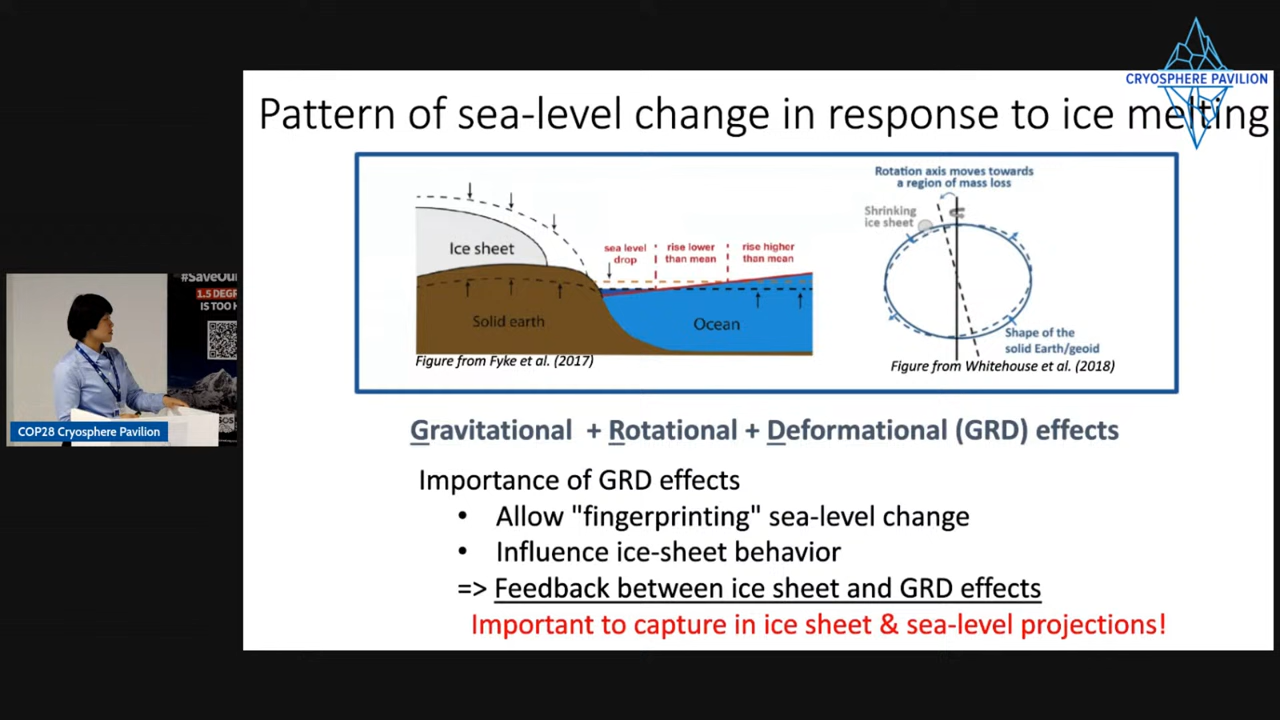 CRYOSPHERE PAVILION
Pattern of sea-level change in response to ice melting
Ice sheet
Solid earth
sea level
drop
rise lower
than mean
rise higher
than mean
Ocean
Figure from Fyke et al. (2017)
Rotation axis moves towards
a region of mass loss
Shrinking
ice sheet
Shape of the
solid Earth/geoid
Figure from Whitehouse et al. (2018)
Gravitational + Rotational + Deformational (GRD) effects
Importance of GRD effects
• Allow "fingerprinting" sea-level change
• Influence ice-sheet behavior
=> Feedback between ice sheet and GRD effects
Important to capture in ice sheet & sea-level projections!
#SaveOu
1.5 DEGR
IS TOO H
COP28 Cryosphere Pavilion